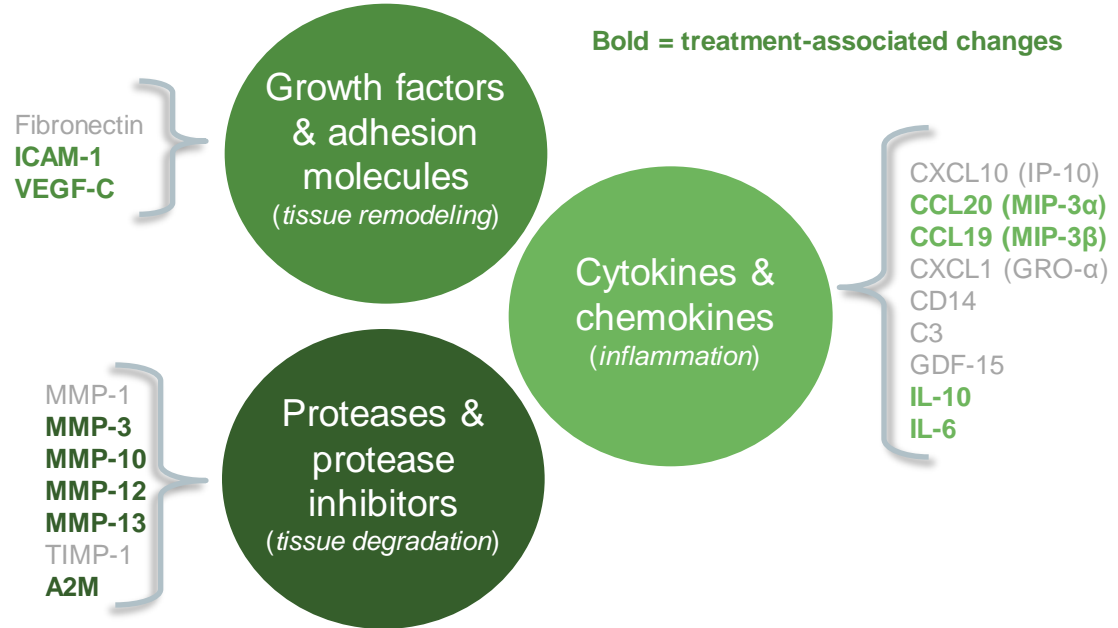 Bold = treatment-associated changes
Growth factors
& adhesion
molecules
(tissue remodeling)
Fibronectin
ICAM-1
VEGF-C
Cytokines &
chemokines
(inflammation)
CXCL10 (IP-10)
CCL20 (MIP-3α)
CCL19 (MIP-3β)
CXCL1 (GRO-α)
CD14
C3
GDF-15
IL-10
IL-6
Proteases &
protease
inhibitors
(tissue degradation)
MMP-1
MMP-3
MMP-10
MMP-12
MMP-13
TIMP-1
A2M